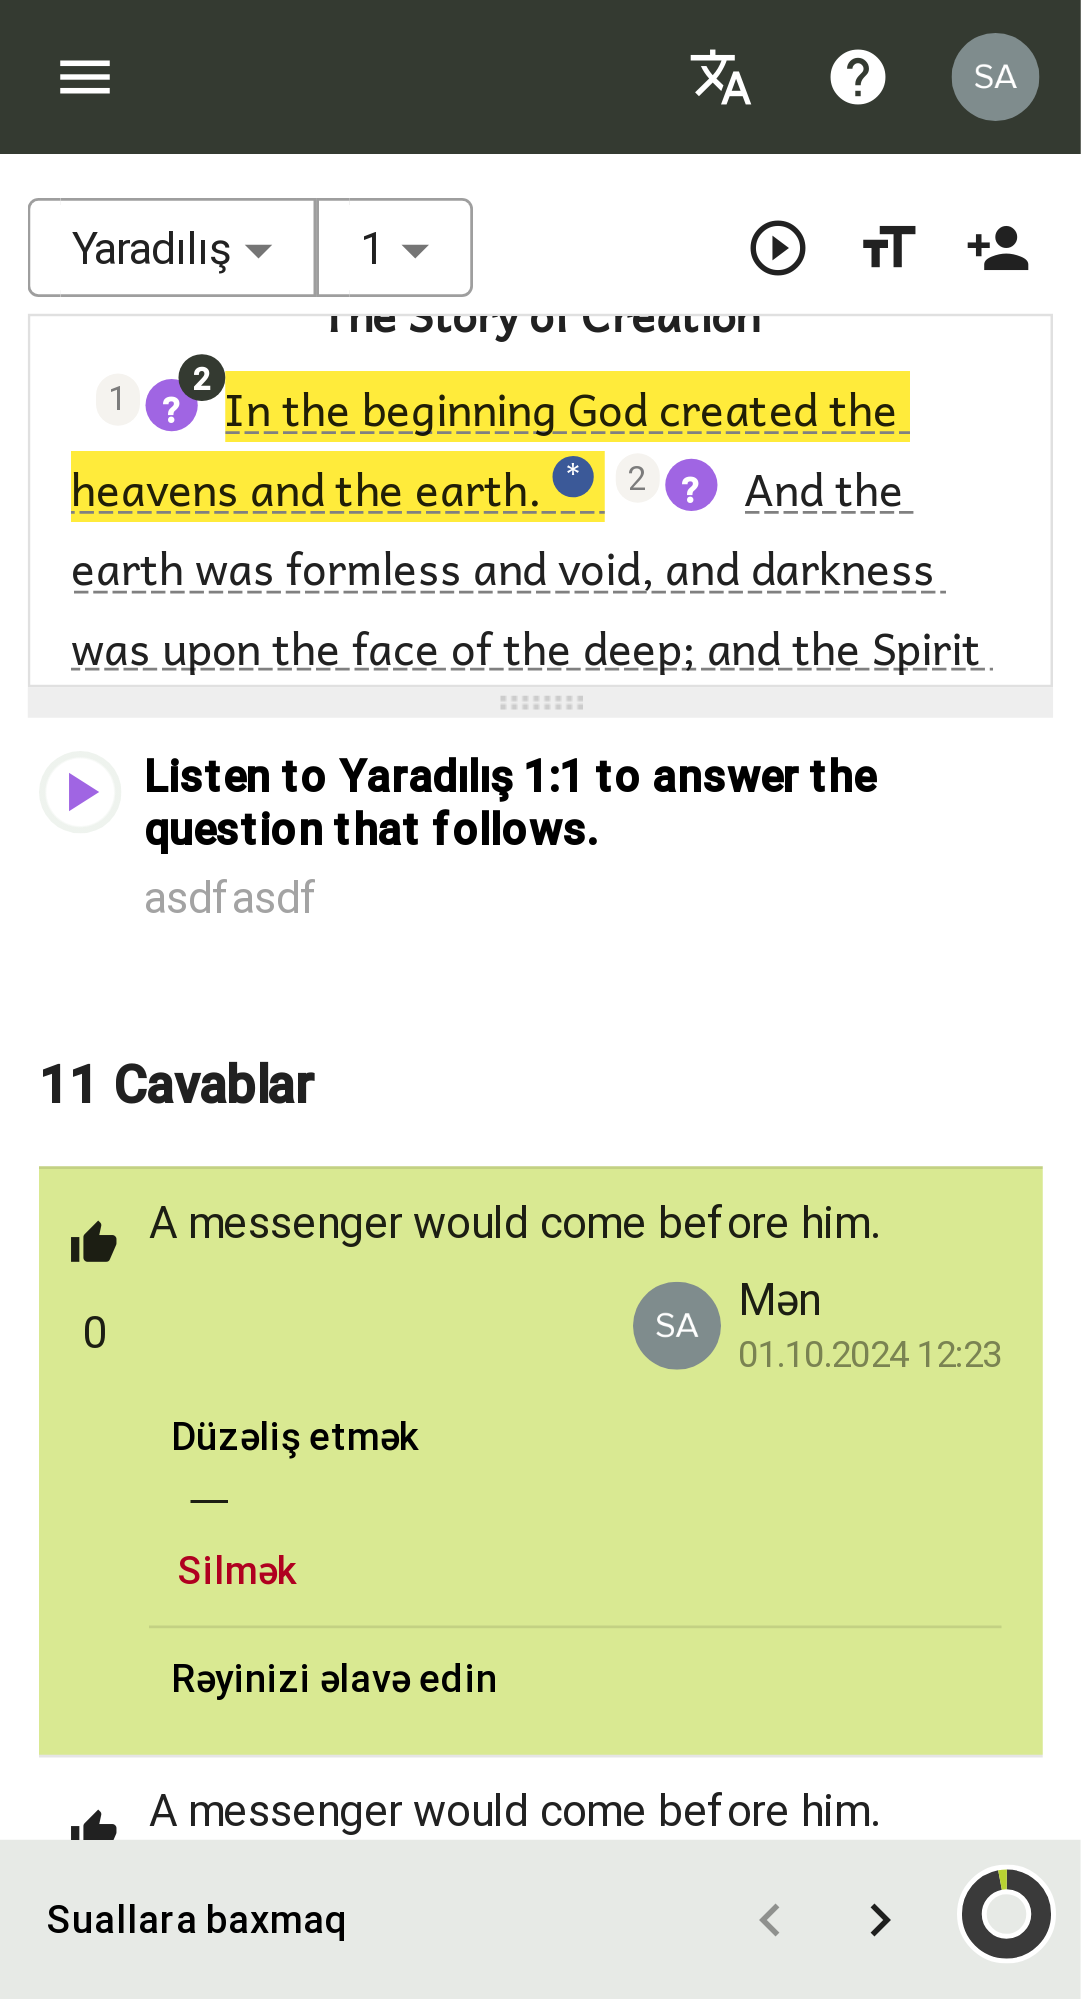 SA
Yaradılış
1
The Story of Creation
1 ? 2 In the beginning God created the
heavens and the earth. * 2 ? And the
earth was formless and void, and darkness
was upon the face of the deep; and the Spirit
Listen to Yaradılış 1:1 to answer the
question that follows.
asdfasdf
11 Cavablar
A messenger would come before him.
0
SA
Mən
01.10.2024 12:23
Düzəliş etmək
—
Silmək
Rəyinizi əlavə edin
A messenger would come before him.
Suallara baxmaq